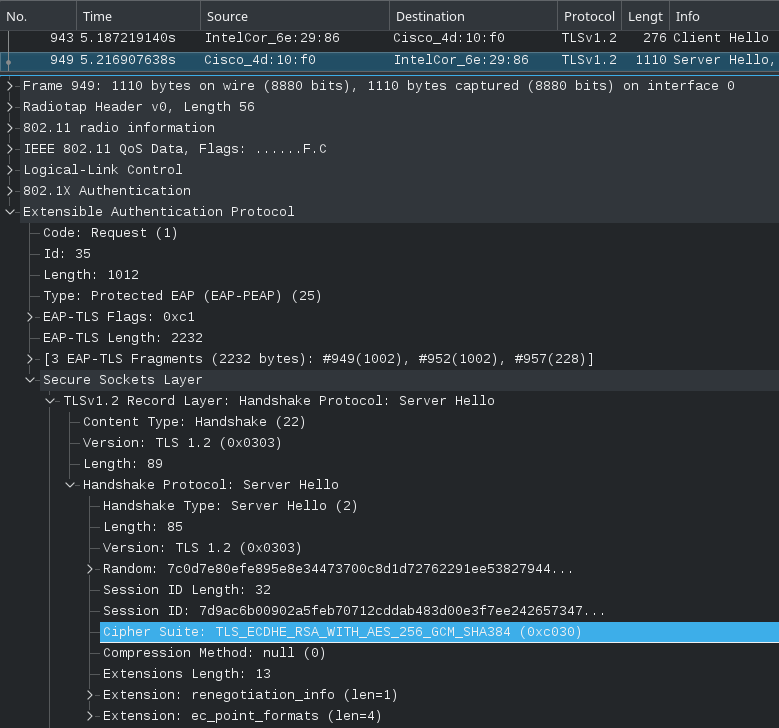 No. Time Source Destination Protocol Lengt Info
943 5.187219140s IntelCor_6e:29:86 Cisco_4d:10:f0 TLSv1.2 276 Client Hello
949 5.216907638s Cisco_4d:10:f0 IntelCor_6e:29:86 TLSv1.2 1110 Server Hello,
Frame 949: 1110 bytes on wire (8880 bits), 1110 bytes captured (8880 bits) on interface 0
Radiotap Header v0, Length 56
802.11 radio information
IEEE 802.11 QoS Data, Flags: ......F.C
Logical-Link Control
802.1X Authentication
Extensible Authentication Protocol
Code: Request (1)
Id: 35
Length: 1012
Type: Protected EAP (EAP-PEAP) (25)
EAP-TLS Flags: 0xc1
EAP-TLS Length: 2232
[3 EAP-TLS Fragments (2232 bytes): #949(1002), #952(1002), #957(228)]
Secure Sockets Layer
TLSv1.2 Record Layer: Handshake Protocol: Server Hello
Content Type: Handshake (22)
Version: TLS 1.2 (0x0303)
Length: 89
Handshake Protocol: Server Hello
Handshake Type: Server Hello (2)
Length: 85
Version: TLS 1.2 (0x0303)
Random: 7c0d7e80efe895e8e34473700c8d1d72762291ee53827944...
Session ID Length: 32
Session ID: 7d9ac6b00902a5feb70712cddab483d00e3f7ee242657347...
Cipher Suite: TLS_ECDHE_RSA_WITH_AES_256_GCM_SHA384 (0xc030)
Compression Method: null (0)
Extensions Length: 13
Extension: renegotiation_info (len=1)
Extension: ec_point_formats (len=4)